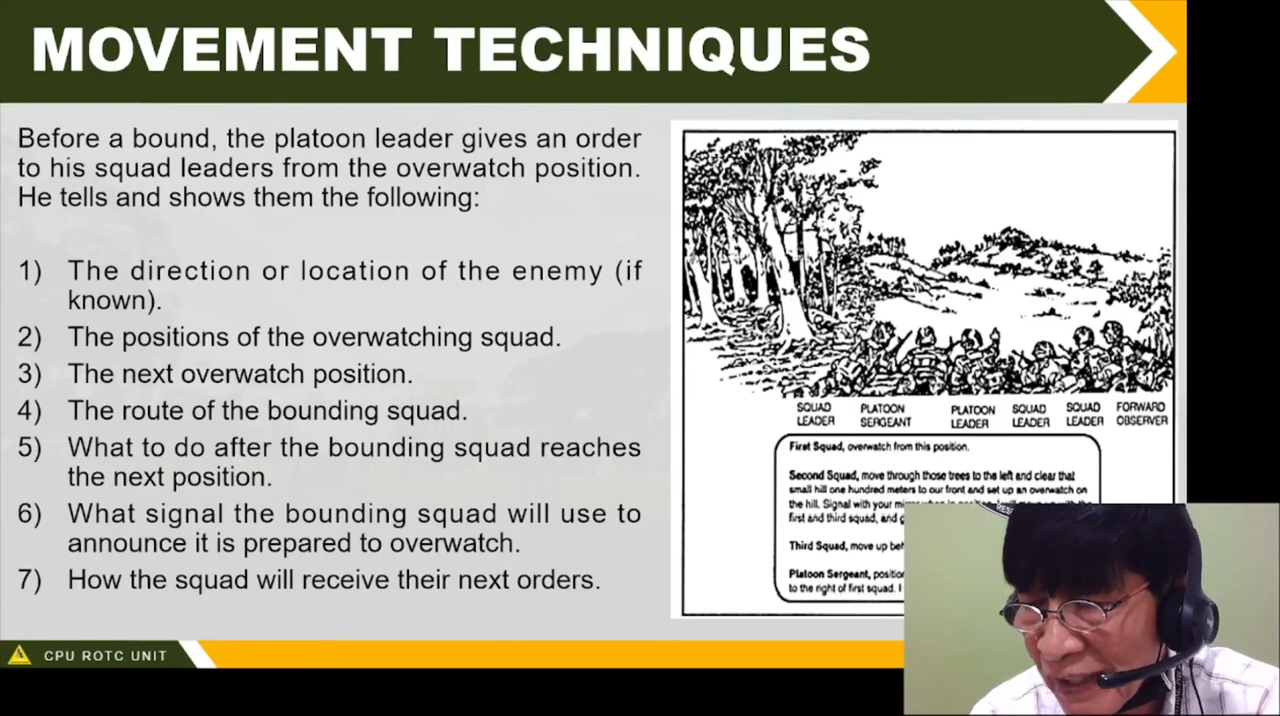 MOVEMENT TECHNIQUES
Before a bound, the platoon leader gives an order
to his squad leaders from the overwatch position.
He tells and shows them the following:
1) The direction or location of the enemy (if
known).
2) The positions of the overwatching squad.
3) The next overwatch position.
4) The route of the bounding squad.
5) What to do after the bounding squad reaches
the next position.
6) What signal the bounding squad will use to
announce it is prepared to overwatch.
7) How the squad will receive their next orders.
SQUAD LEADER
PLATOON SERGEANT
PLATOON LEADER
SQUAD LEADER
SQUAD LEADER
FORWARD OBSERVER
First Squad, overwatch from this position.
Second Squad, move through those trees to the left and clear that
small hill one hundred meters to our front and set up an overwatch on
the hill. Signal with your
first and third squad, and
Third Squad, move up
Platoon Sergeant,
to the right of first squad. I
CPU ROTC UNIT